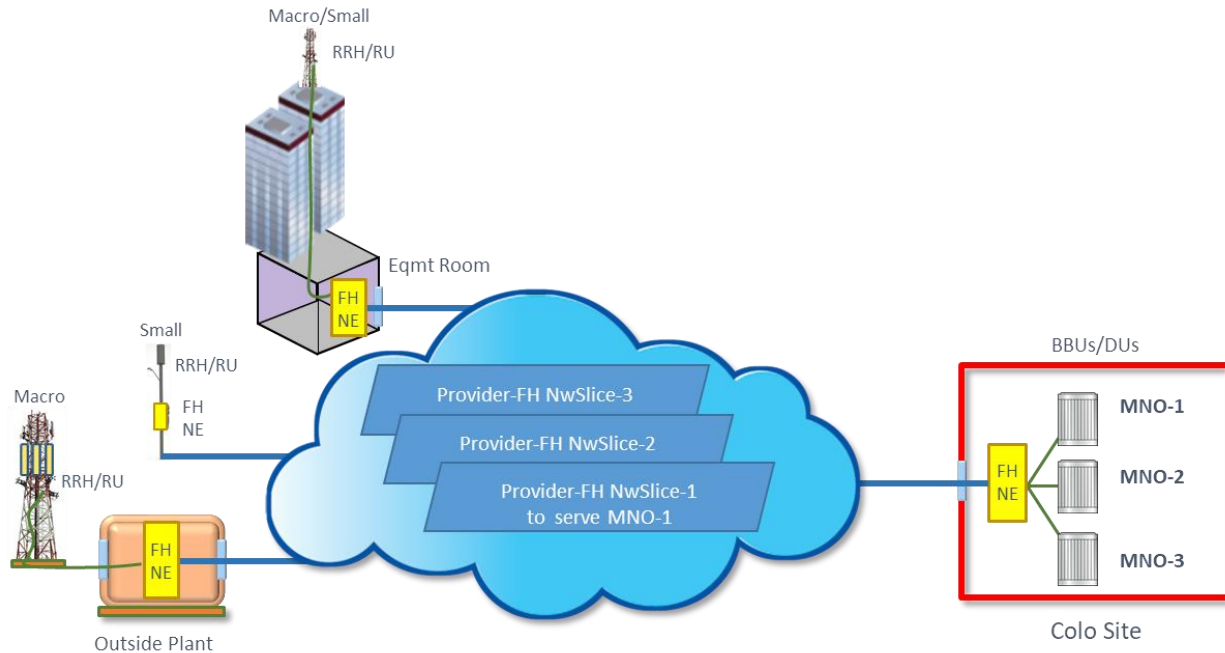 Macro/Small
RRH/RU
Eqmt Room
FH
NE
Small
RRH/RU
FH
NE
Macro
RRH/RU
FH
NE
Outside Plant
Provider-FH NwSlice-3
Provider-FH NwSlice-2
Provider-FH NwSlice-1
to serve MNO-1
BBUs/DUs
FH
NE
MNO-1
MNO-2
MNO-3
Colo Site